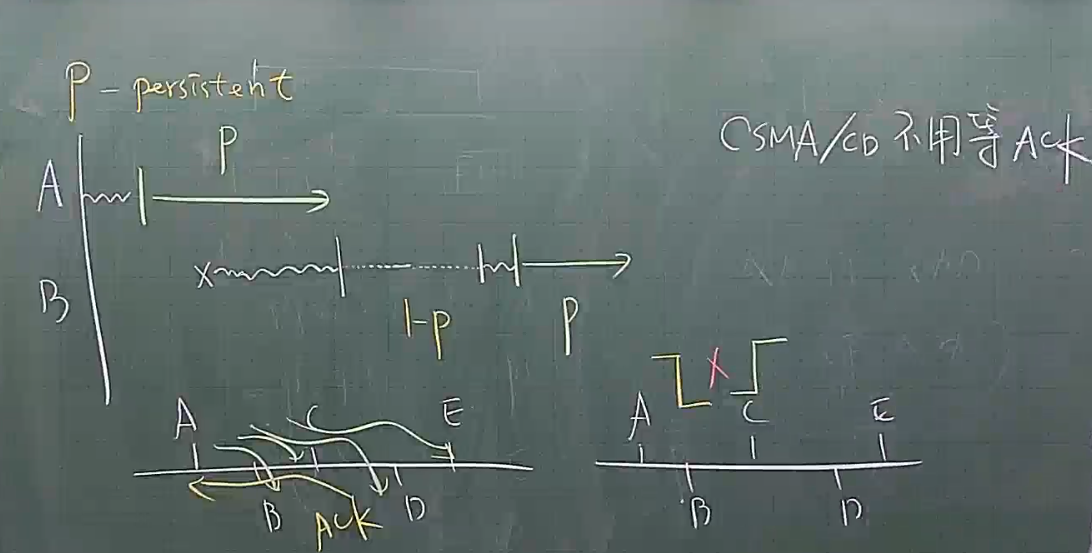 P-persistent
P
CSMA/CD 不用等 ACK
A
B
1-p
P
A C E
B ACK D
A X C E
B D